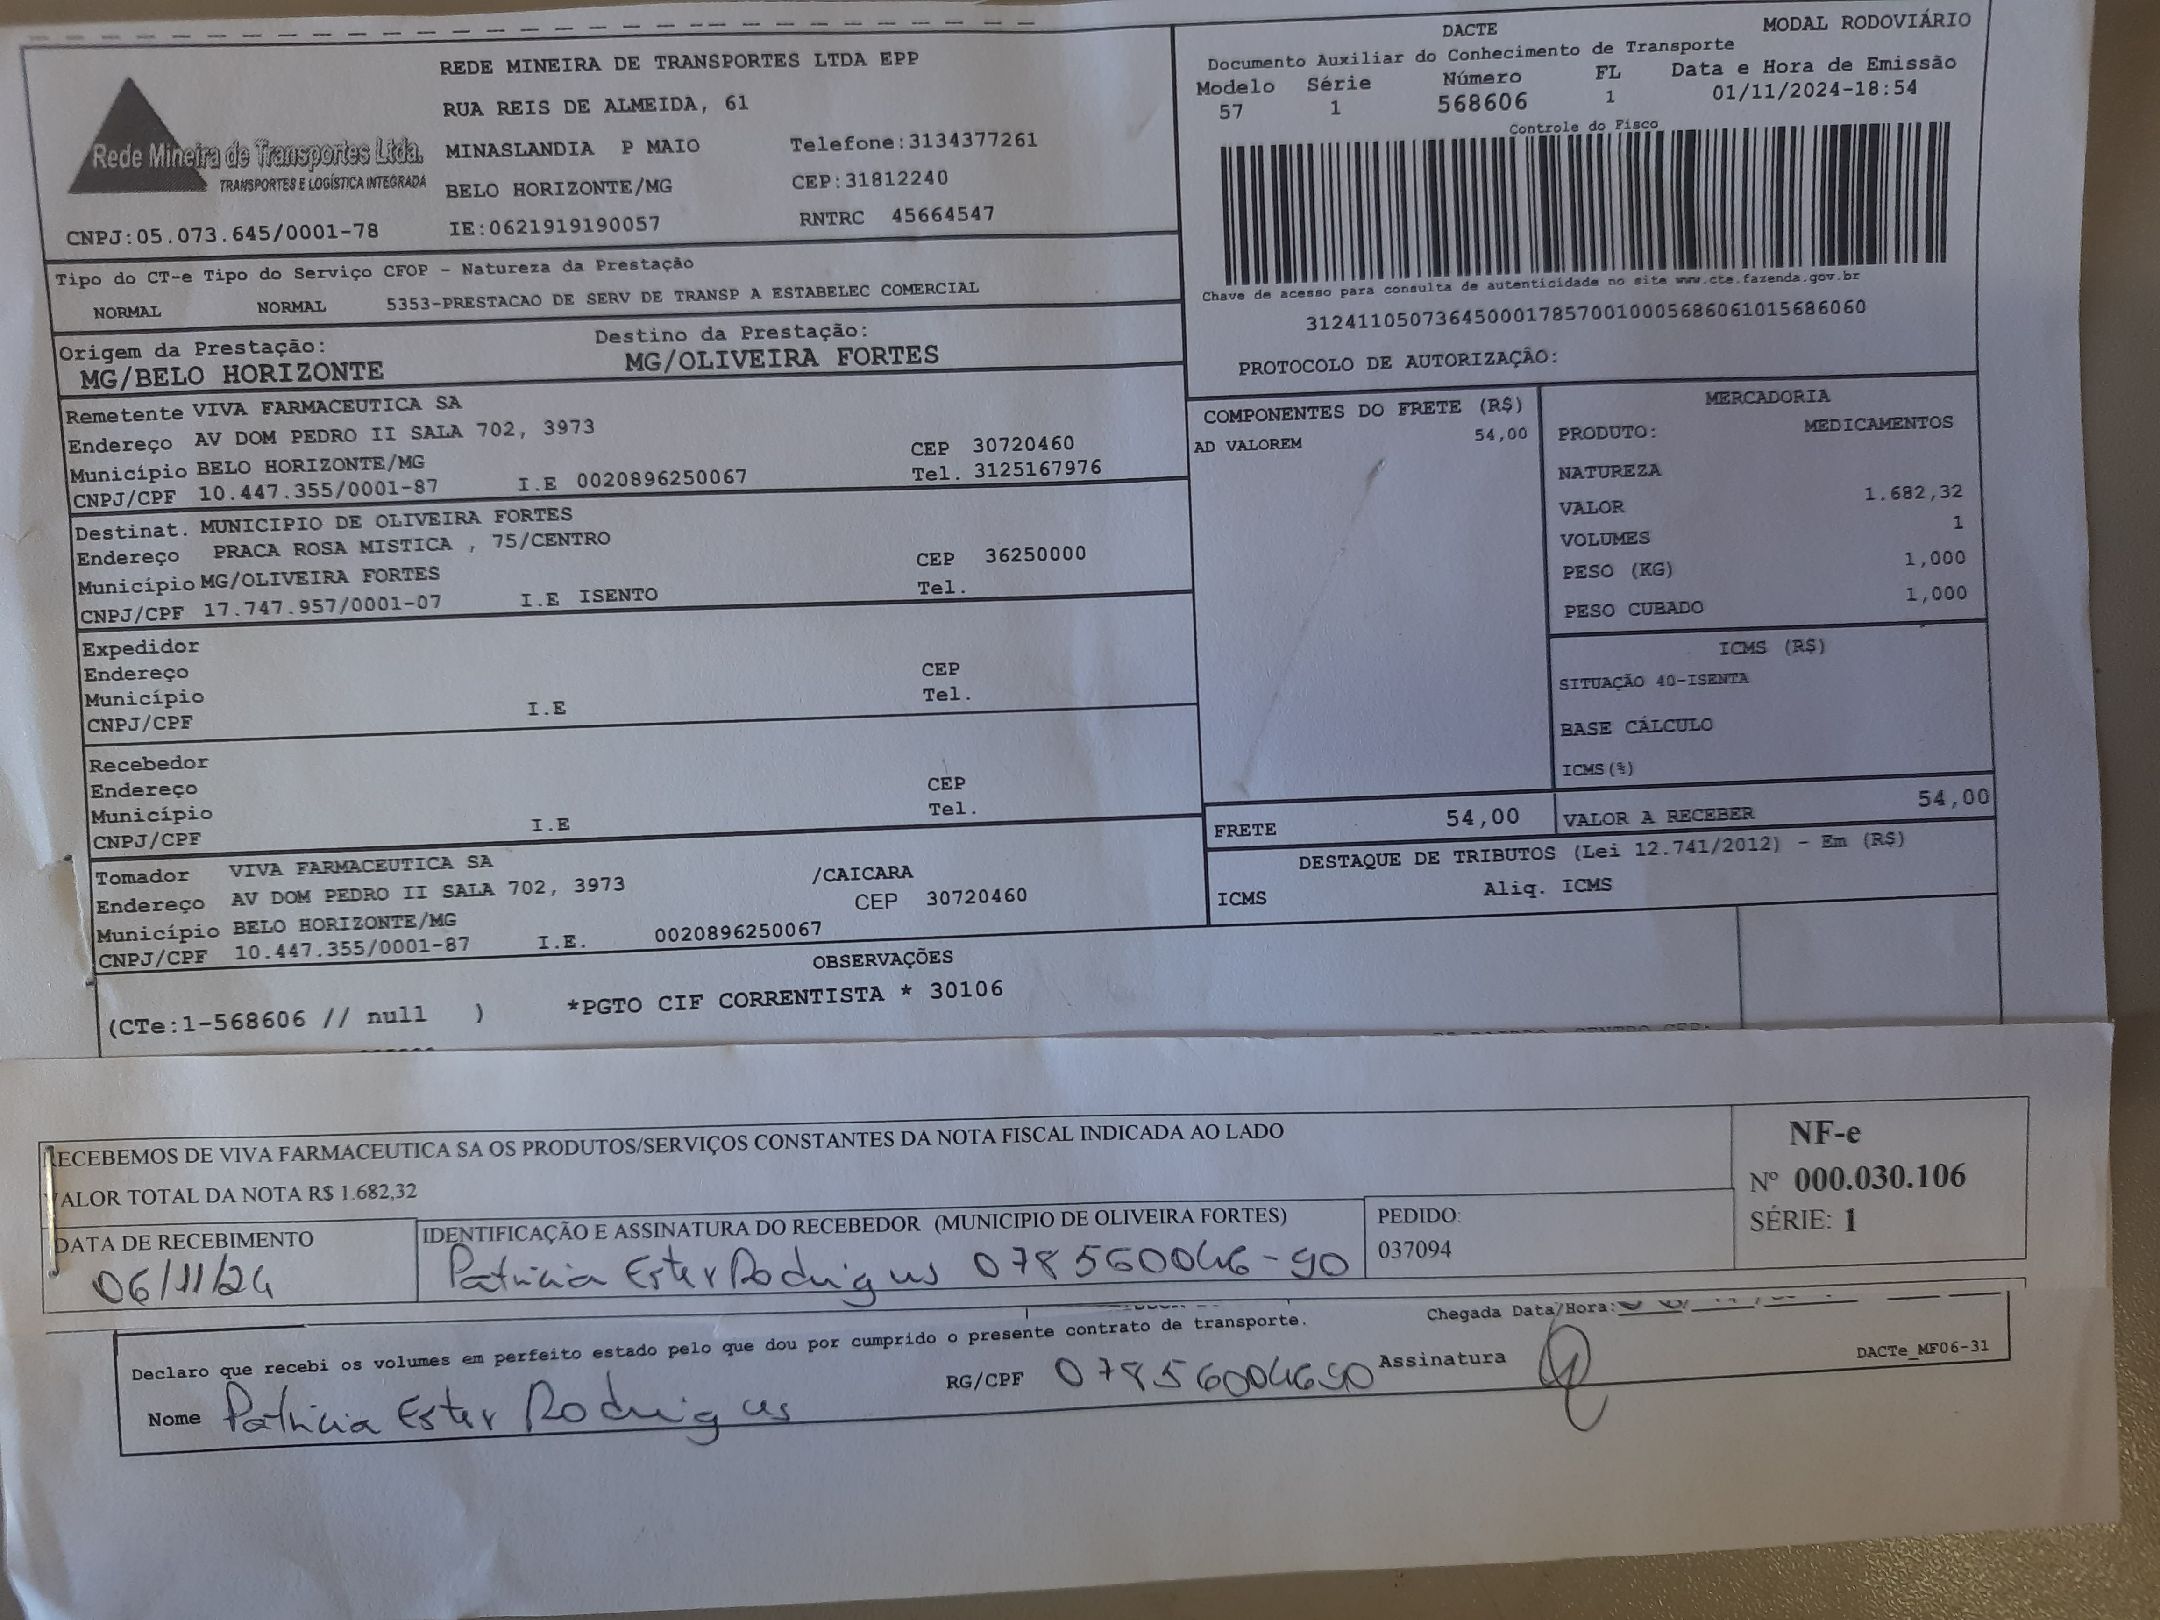 REDE MINEIRA DE TRANSPORTES LTDA EPP
RUA REIS DE ALMEIDA, 61
MINASLANDIA P MAIO Telefone:3134377261
BELO HORIZONTE/MG CEP:31812240
CNPJ:05.073.645/0001-78 IE:0621919190057 RNTRC 45664547
Rede Mineira de Transportes Ltda.
TRANSPORTES E LOGÍSTICA INTEGRADA
DACTE MODAL RODOVIÁRIO
Documento Auxiliar do Conhecimento de Transporte
Modelo Série Número FL Data e Hora de Emissão
57 1 568606 1 01/11/2024-18:54
Controle do Fisco
Chave de acesso para consulta de autenticidade no site www.cte.fazenda.gov.br
31241105073645000178570010005686061015686060
PROTOCOLO DE AUTORIZAÇÃO:
Tipo do CT-e Tipo do Serviço CFOP - Natureza da Prestação
NORMAL NORMAL 5353-PRESTACAO DE SERV DE TRANSP A ESTABELEC COMERCIAL
Origem da Prestação: Destino da Prestação:
MG/BELO HORIZONTE MG/OLIVEIRA FORTES
Remetente VIVA FARMACEUTICA SA
Endereço AV DOM PEDRO II SALA 702, 3973 CEP 30720460
Município BELO HORIZONTE/MG Tel. 3125167976
CNPJ/CPF 10.447.355/0001-87 I.E 0020896250067
Destinat. MUNICIPIO DE OLIVEIRA FORTES
Endereço PRACA ROSA MISTICA , 75/CENTRO CEP 36250000
Município MG/OLIVEIRA FORTES Tel.
CNPJ/CPF 17.747.957/0001-07 I.E ISENTO
Expedidor
Endereço CEP
Município Tel.
CNPJ/CPF I.E
Recebedor
Endereço CEP
Município Tel.
CNPJ/CPF I.E
Tomador VIVA FARMACEUTICA SA /CAICARA
Endereço AV DOM PEDRO II SALA 702, 3973 CEP 30720460
Município BELO HORIZONTE/MG
CNPJ/CPF 10.447.355/0001-87 I.E. 0020896250067
COMPONENTES DO FRETE (R$)
AD VALOREM 54,00
MERCADORIA
PRODUTO: MEDICAMENTOS
NATUREZA
VALOR 1.682,32
VOLUMES 1
PESO (KG) 1,000
PESO CUBADO 1,000
ICMS (R$)
SITUAÇÃO 40-ISENTA
BASE CÁLCULO
ICMS(%)
FRETE 54,00 VALOR A RECEBER 54,00
DESTAQUE DE TRIBUTOS (Lei 12.741/2012) - Em (R$)
ICMS Aliq. ICMS
OBSERVAÇÕES
(CTe:1-568606 // null ) *PGTO CIF CORRENTISTA * 30106
RECEBEMOS DE VIVA FARMACEUTICA SA OS PRODUTOS/SERVIÇOS CONSTANTES DA NOTA FISCAL INDICADA AO LADO
VALOR TOTAL DA NOTA R$ 1.682,32
NF-e
Nº 000.030.106
SÉRIE: 1
DATA DE RECEBIMENTO IDENTIFICAÇÃO E ASSINATURA DO RECEBEDOR (MUNICIPIO DE OLIVEIRA FORTES) PEDIDO:
037094
06/11/24 Patricia Ester Rodrigues 078560046-90
Chegada Data/Hora:
Declaro que recebi os volumes em perfeito estado pelo que dou por cumprido o presente contrato de transporte.
Nome Patricia Ester Rodrigues RG/CPF 07856004690 Assinatura
DACTe_MF06-31